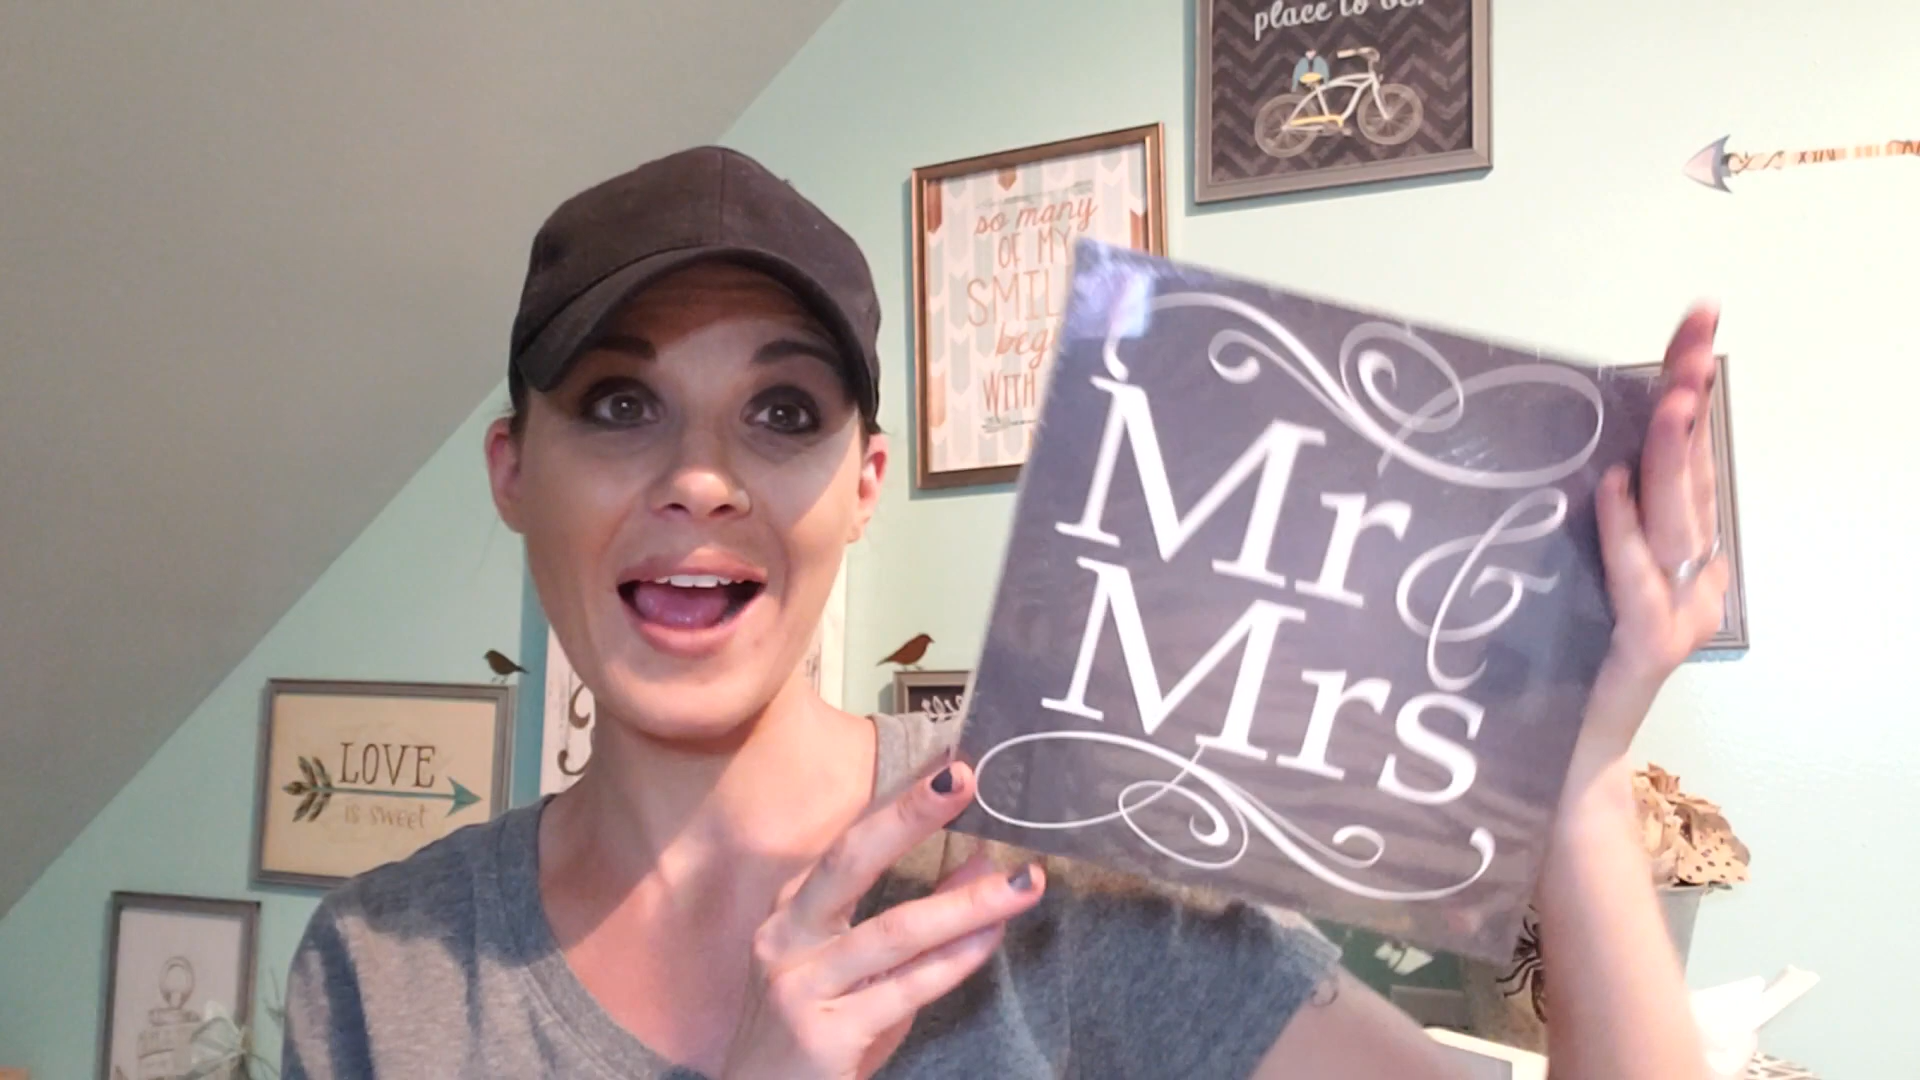 place to be.
so many
OF MY
SMIL
beg
WITH
Mr &
Mrs
LOVE
is sweet